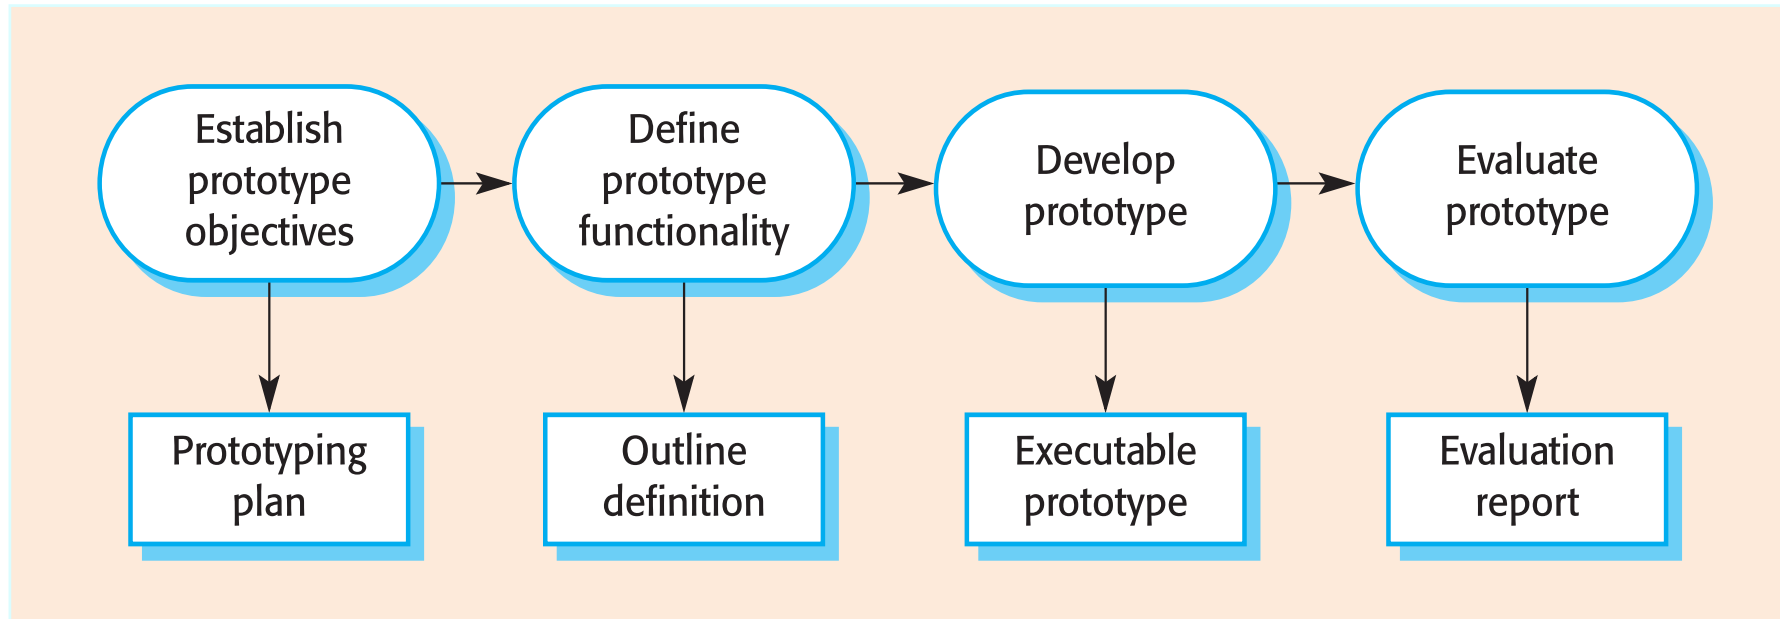 Establish
prototype
objectives
Define
prototype
functionality
Develop
prototype
Evaluate
prototype
Prototyping
plan
Outline
definition
Executable
prototype
Evaluation
report